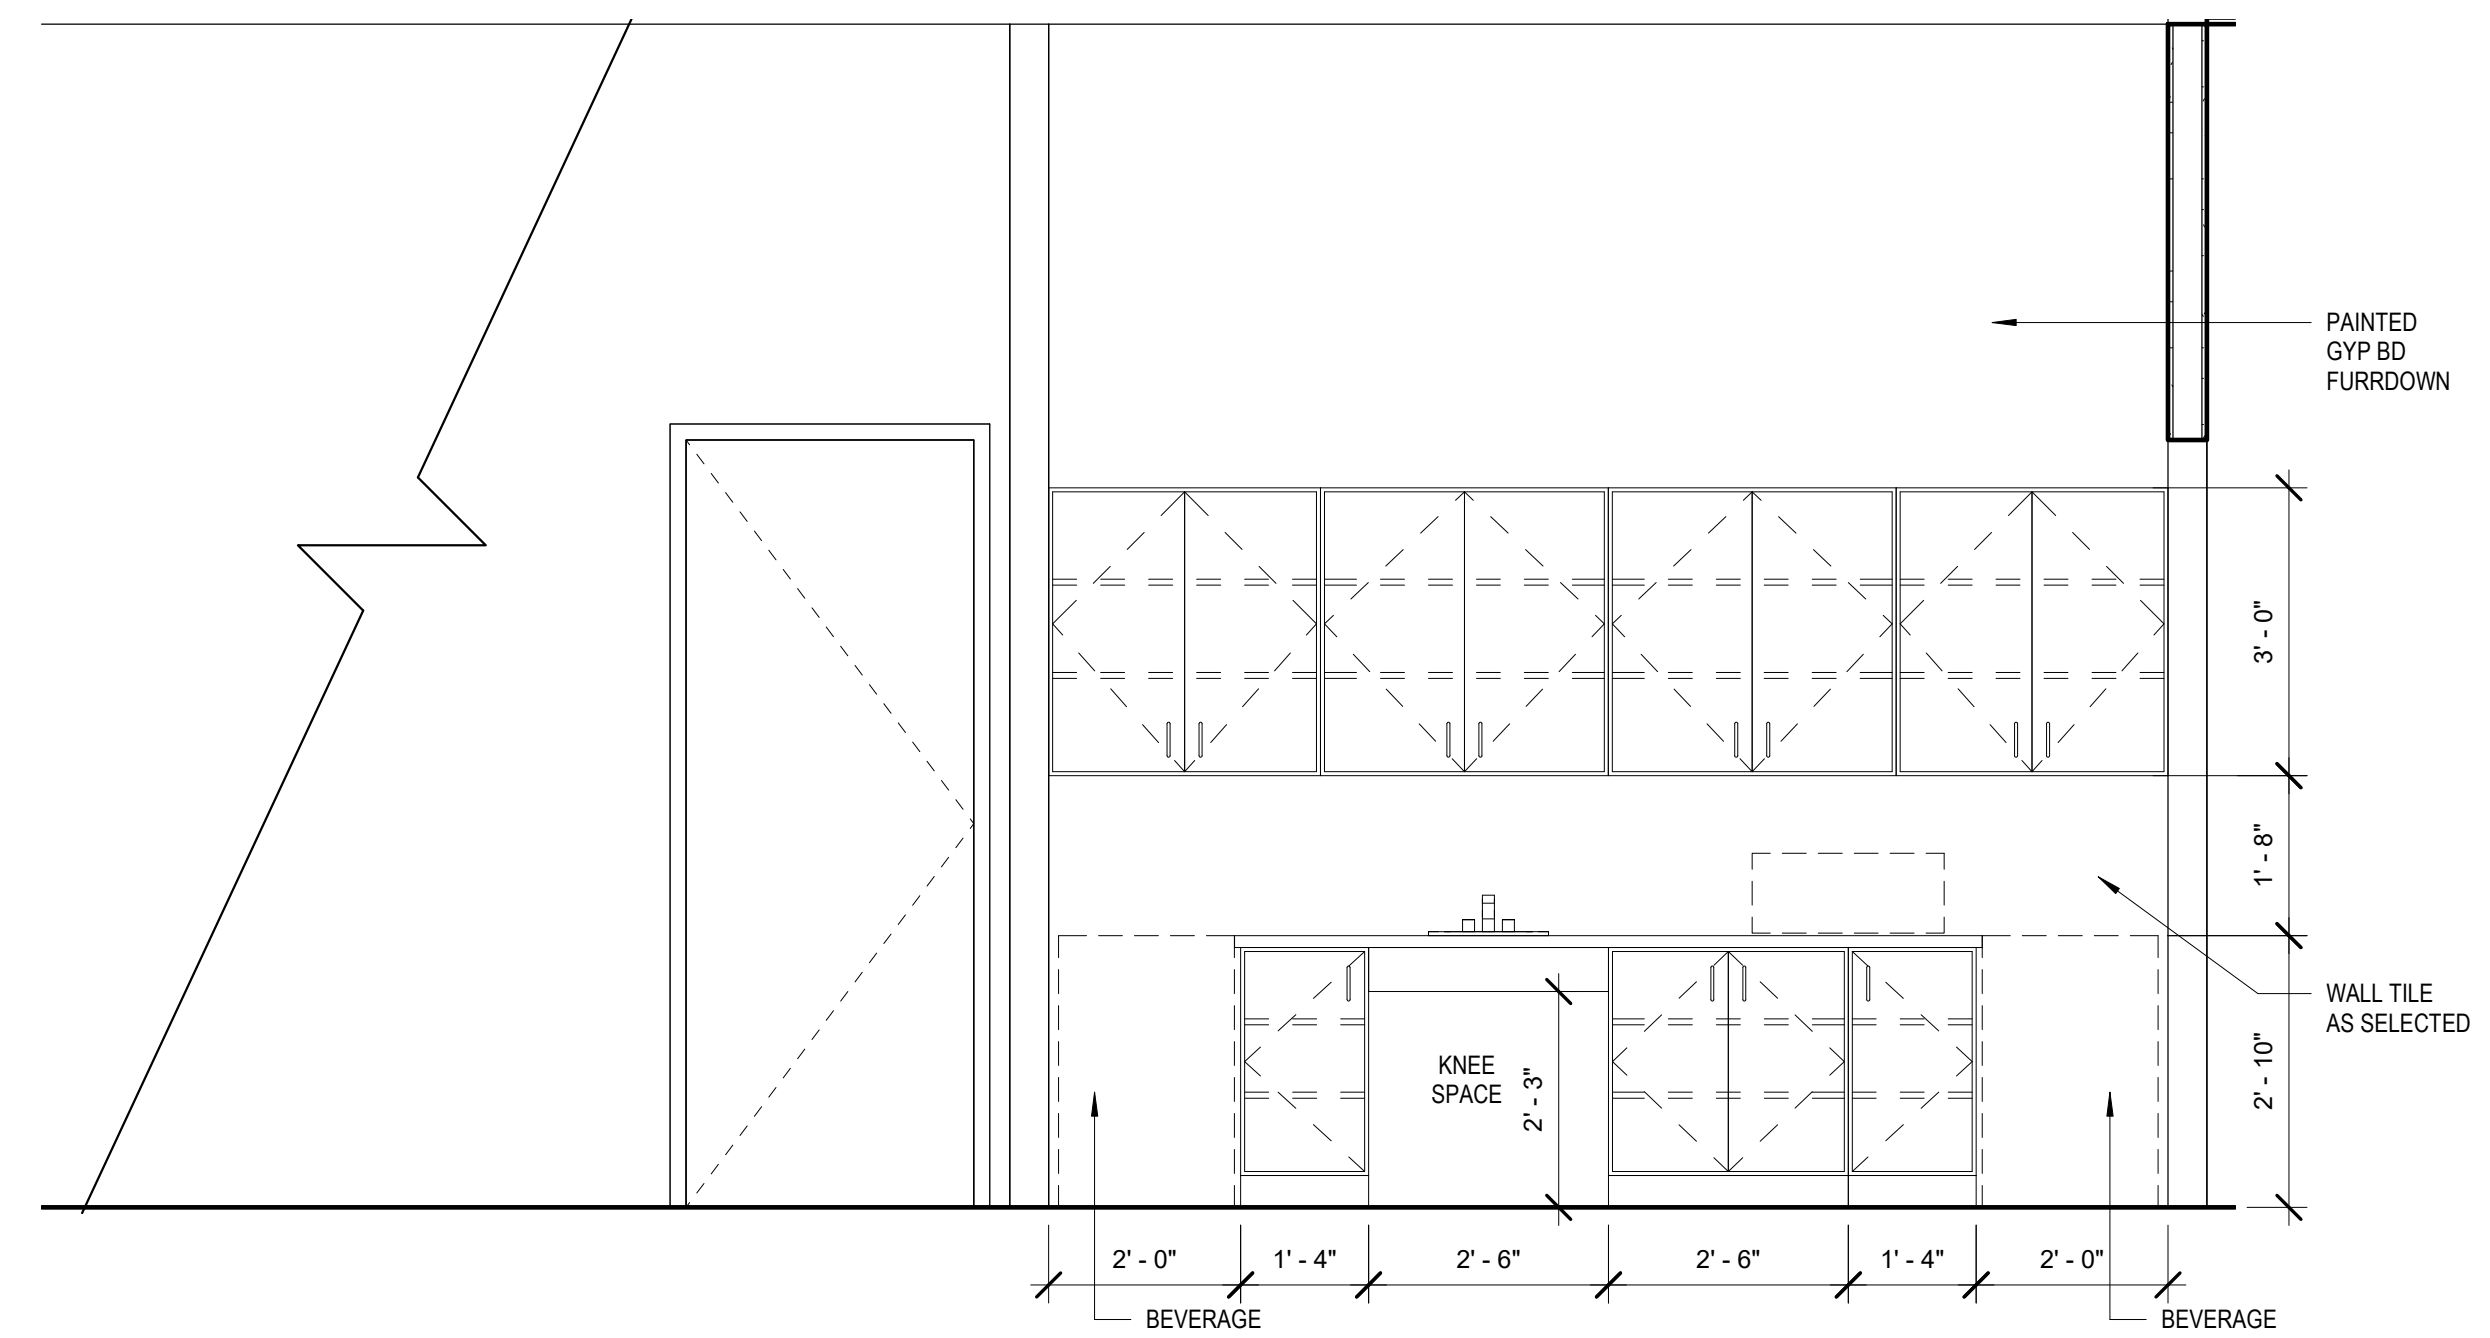 PAINTED
GYP BD
FURRDOWN
3' - 0"
1' - 8"
WALL TILE
AS SELECTED
2' - 10"
KNEE
SPACE
2' - 3"
2' - 0"
1' - 4"
2' - 6"
2' - 6"
1' - 4"
2' - 0"
BEVERAGE
BEVERAGE